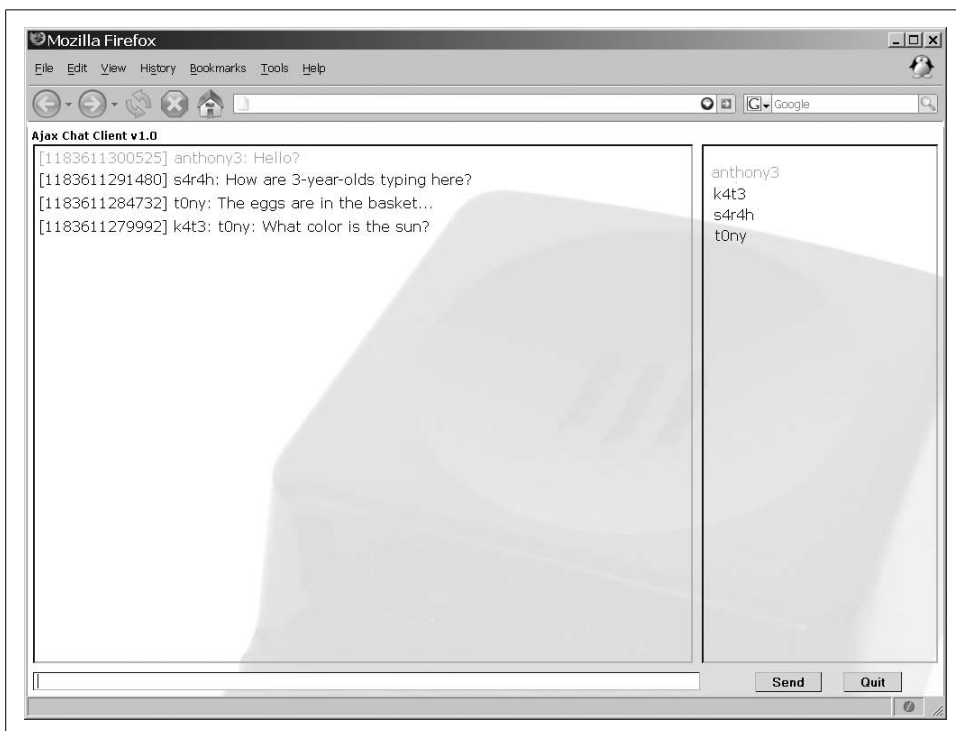 Mozilla Firefox
File Edit View History Bookmarks Tools Help
G Google
Ajax Chat Client v1.0
[1183611300525] anthony3: Hello?
[1183611291480] s4r4h: How are 3-year-olds typing here?
[1183611284732] t0ny: The eggs are in the basket...
[1183611279992] k4t3: t0ny: What color is the sun?
anthony3
k4t3
s4r4h
t0ny
Send Quit